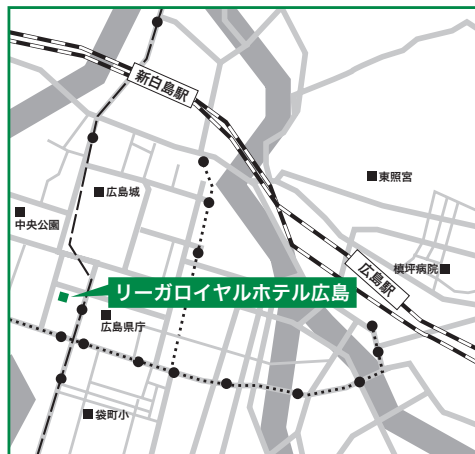 新白島駅
東照宮
広島城
中央公園
槙坪病院
広島駅
リーガロイヤルホテル広島
広島県庁
袋町小